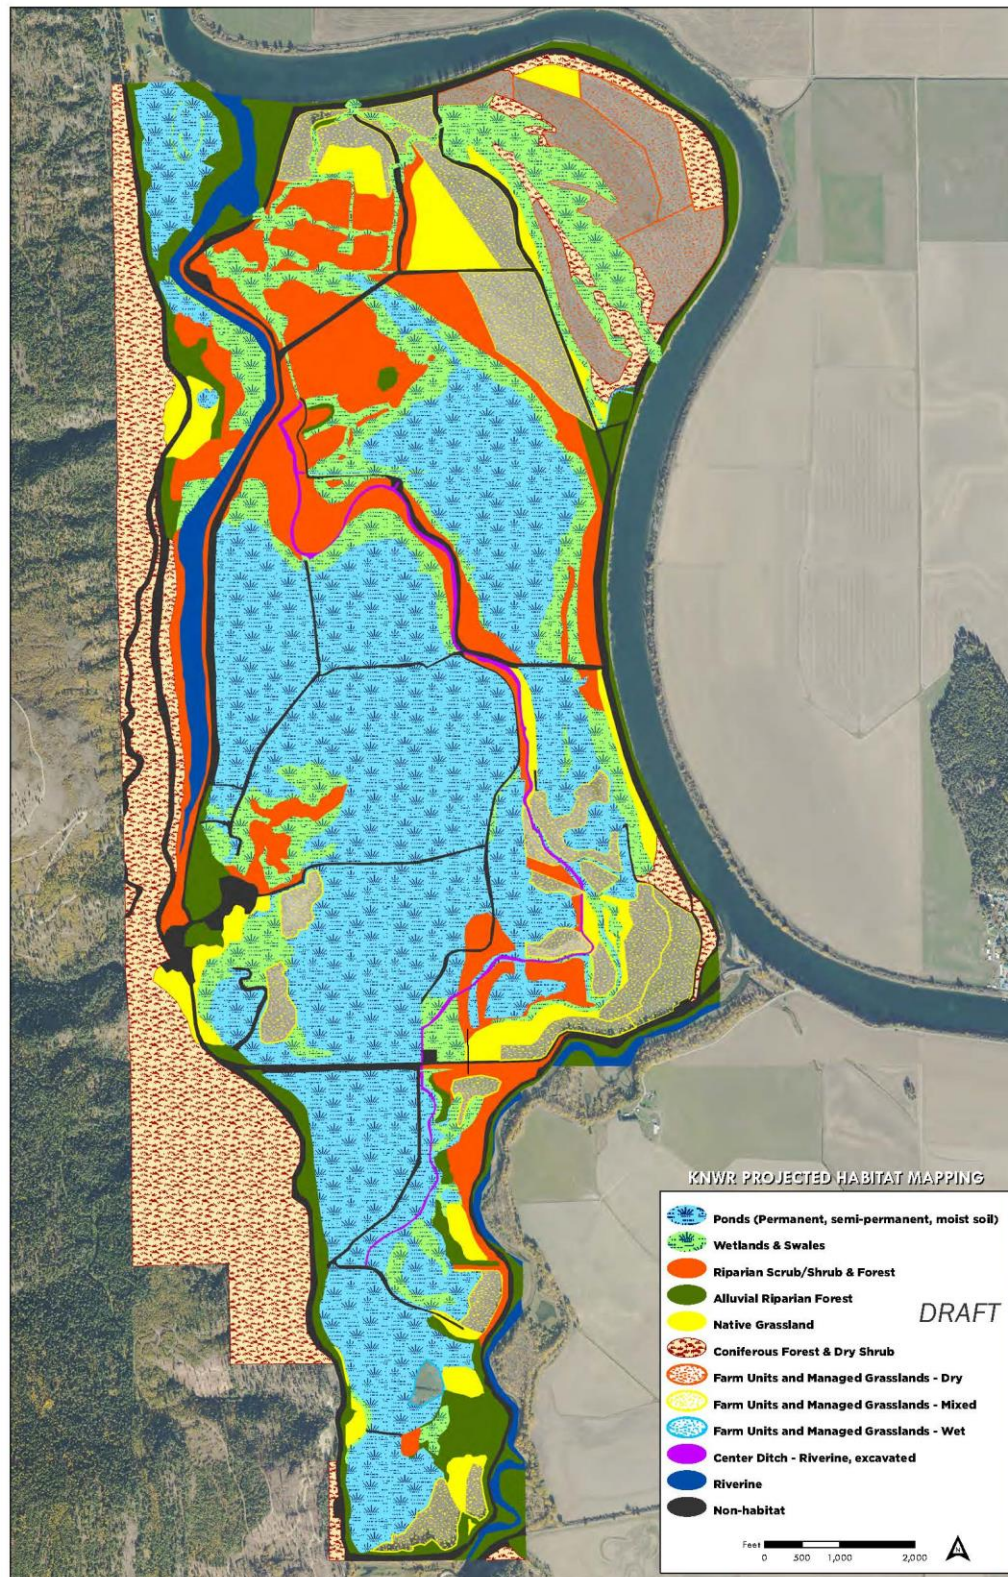 KNWR PROJECTED HABITAT MAPPING
Ponds (Permanent, semi-permanent, moist soil)
Wetlands & Swales
Riparian Scrub/Shrub & Forest
Alluvial Riparian Forest
DRAFT
Native Grassland
Coniferous Forest & Dry Shrub
Farm Units and Managed Grasslands - Dry
Farm Units and Managed Grasslands - Mixed
Farm Units and Managed Grasslands - Wet
Center Ditch - Riverine, excavated
Riverine
Non-habitat
Feet
0 500 1,000 2,000
N